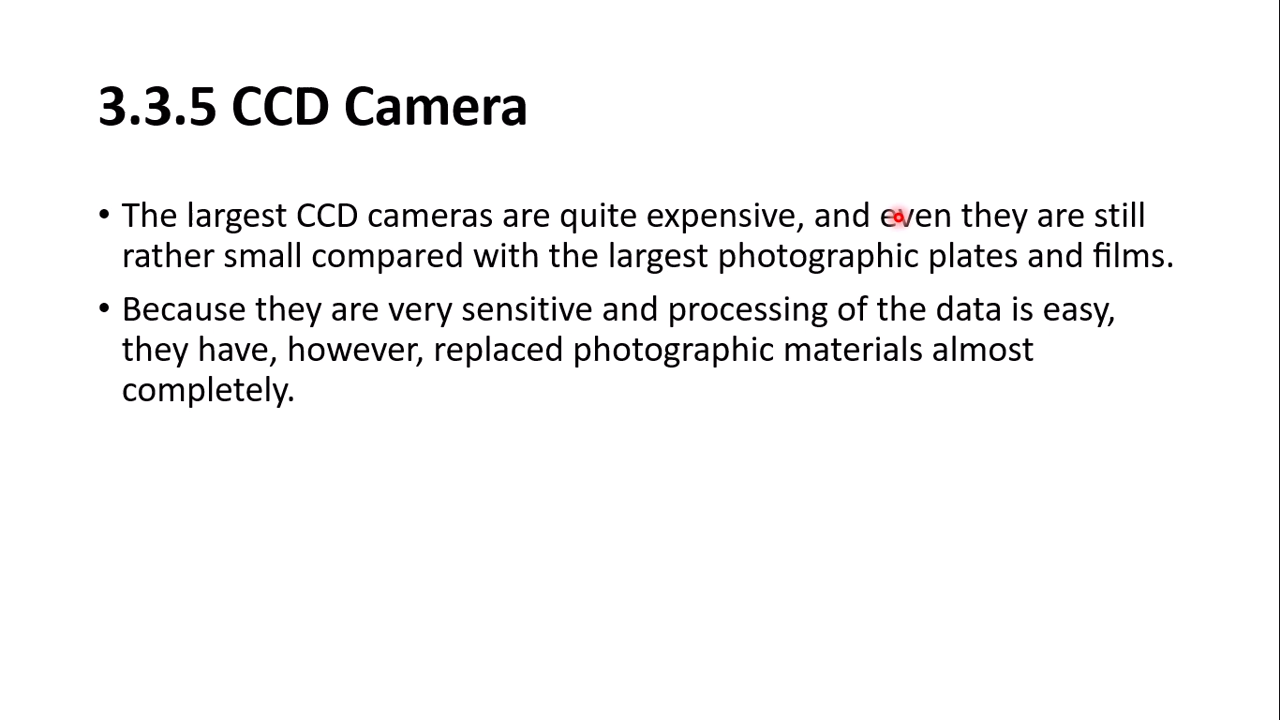 3.3.5 CCD Camera
• The largest CCD cameras are quite expensive, and even they are still
rather small compared with the largest photographic plates and films.
• Because they are very sensitive and processing of the data is easy,
they have, however, replaced photographic materials almost
completely.